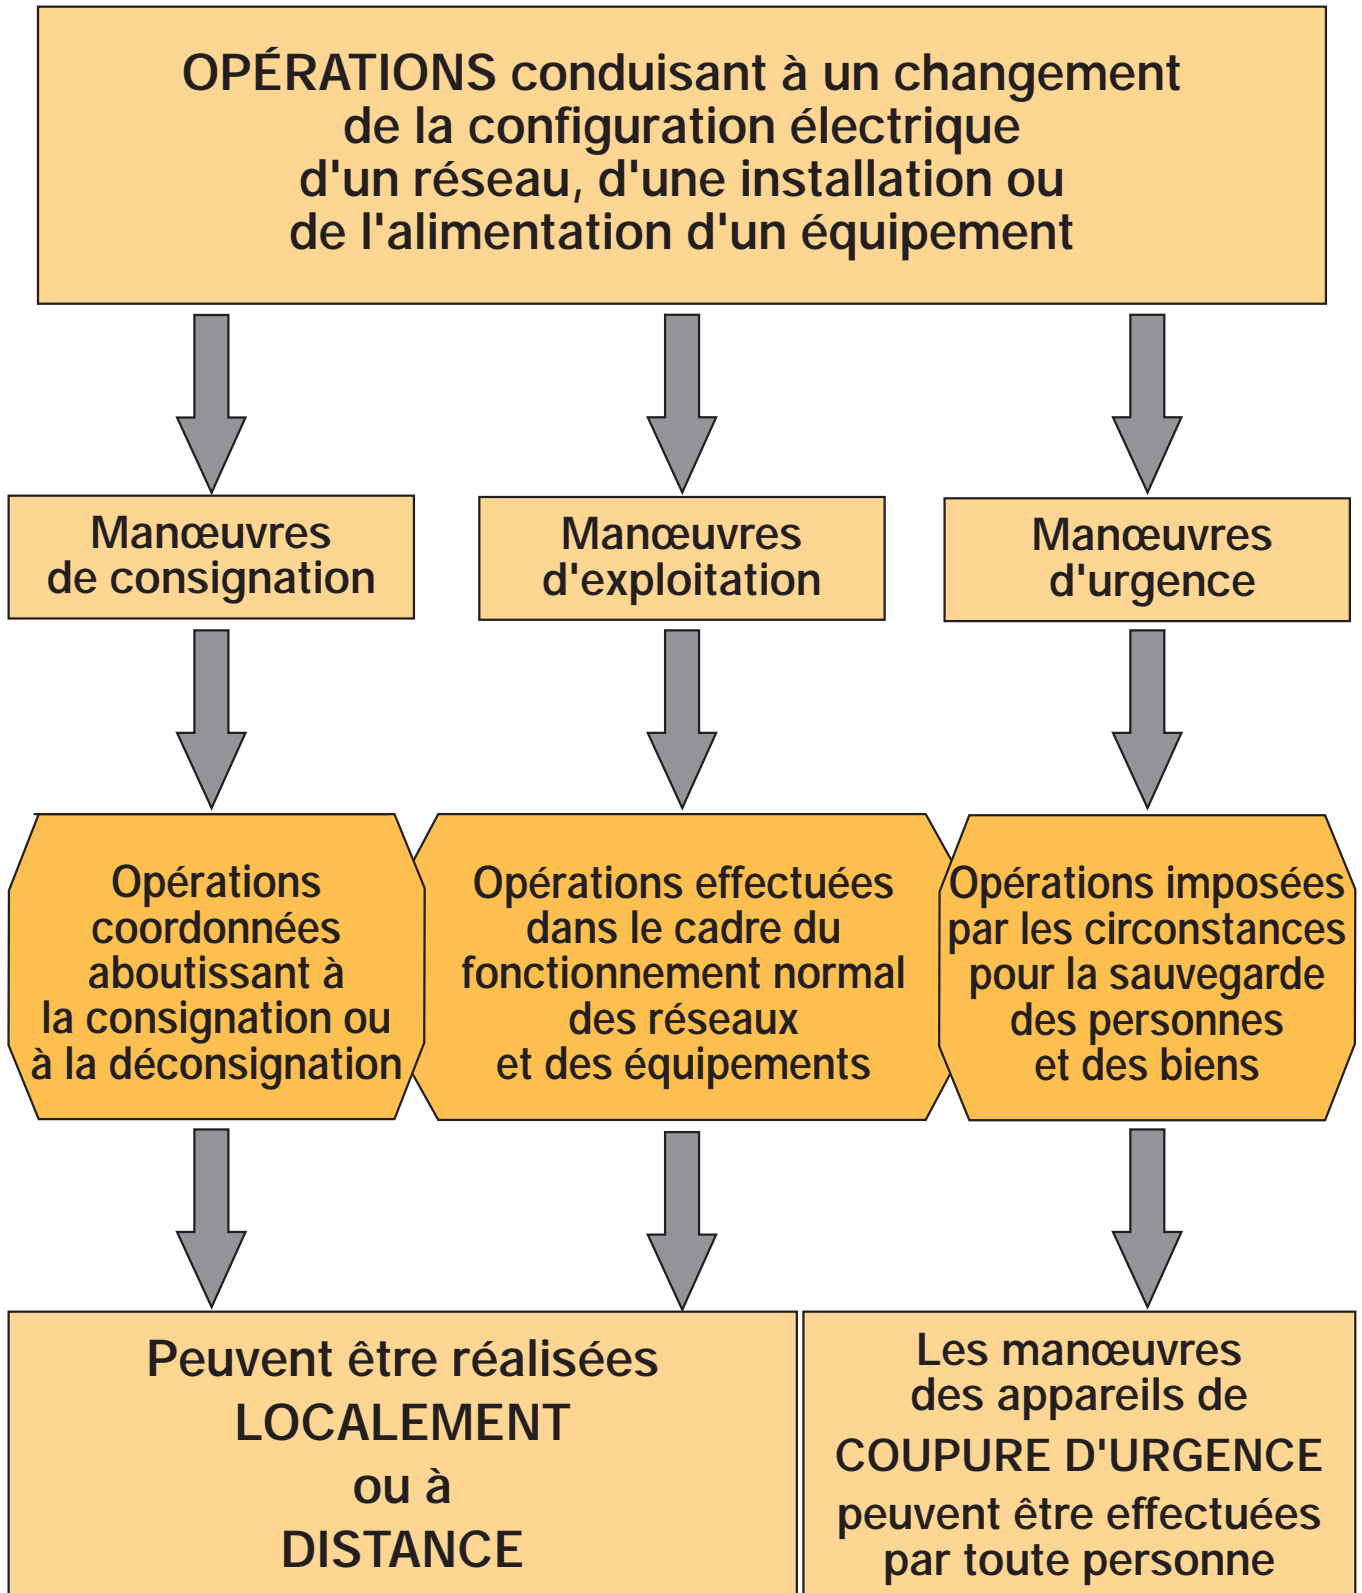 OPÉRATIONS conduisant à un changement
de la configuration électrique
d'un réseau, d'une installation ou
de l'alimentation d'un équipement
Manœuvres
de consignation
Manœuvres
d'exploitation
Manœuvres
d'urgence
Opérations
coordonnées
aboutissant à
la consignation ou
à la déconsignation
Opérations effectuées
dans le cadre du
fonctionnement normal
des réseaux
et des équipements
Opérations imposées
par les circonstances
pour la sauvegarde
des personnes
et des biens
Peuvent être réalisées
LOCALEMENT
ou à
DISTANCE
Les manœuvres
des appareils de
COUPURE D'URGENCE
peuvent être effectuées
par toute personne